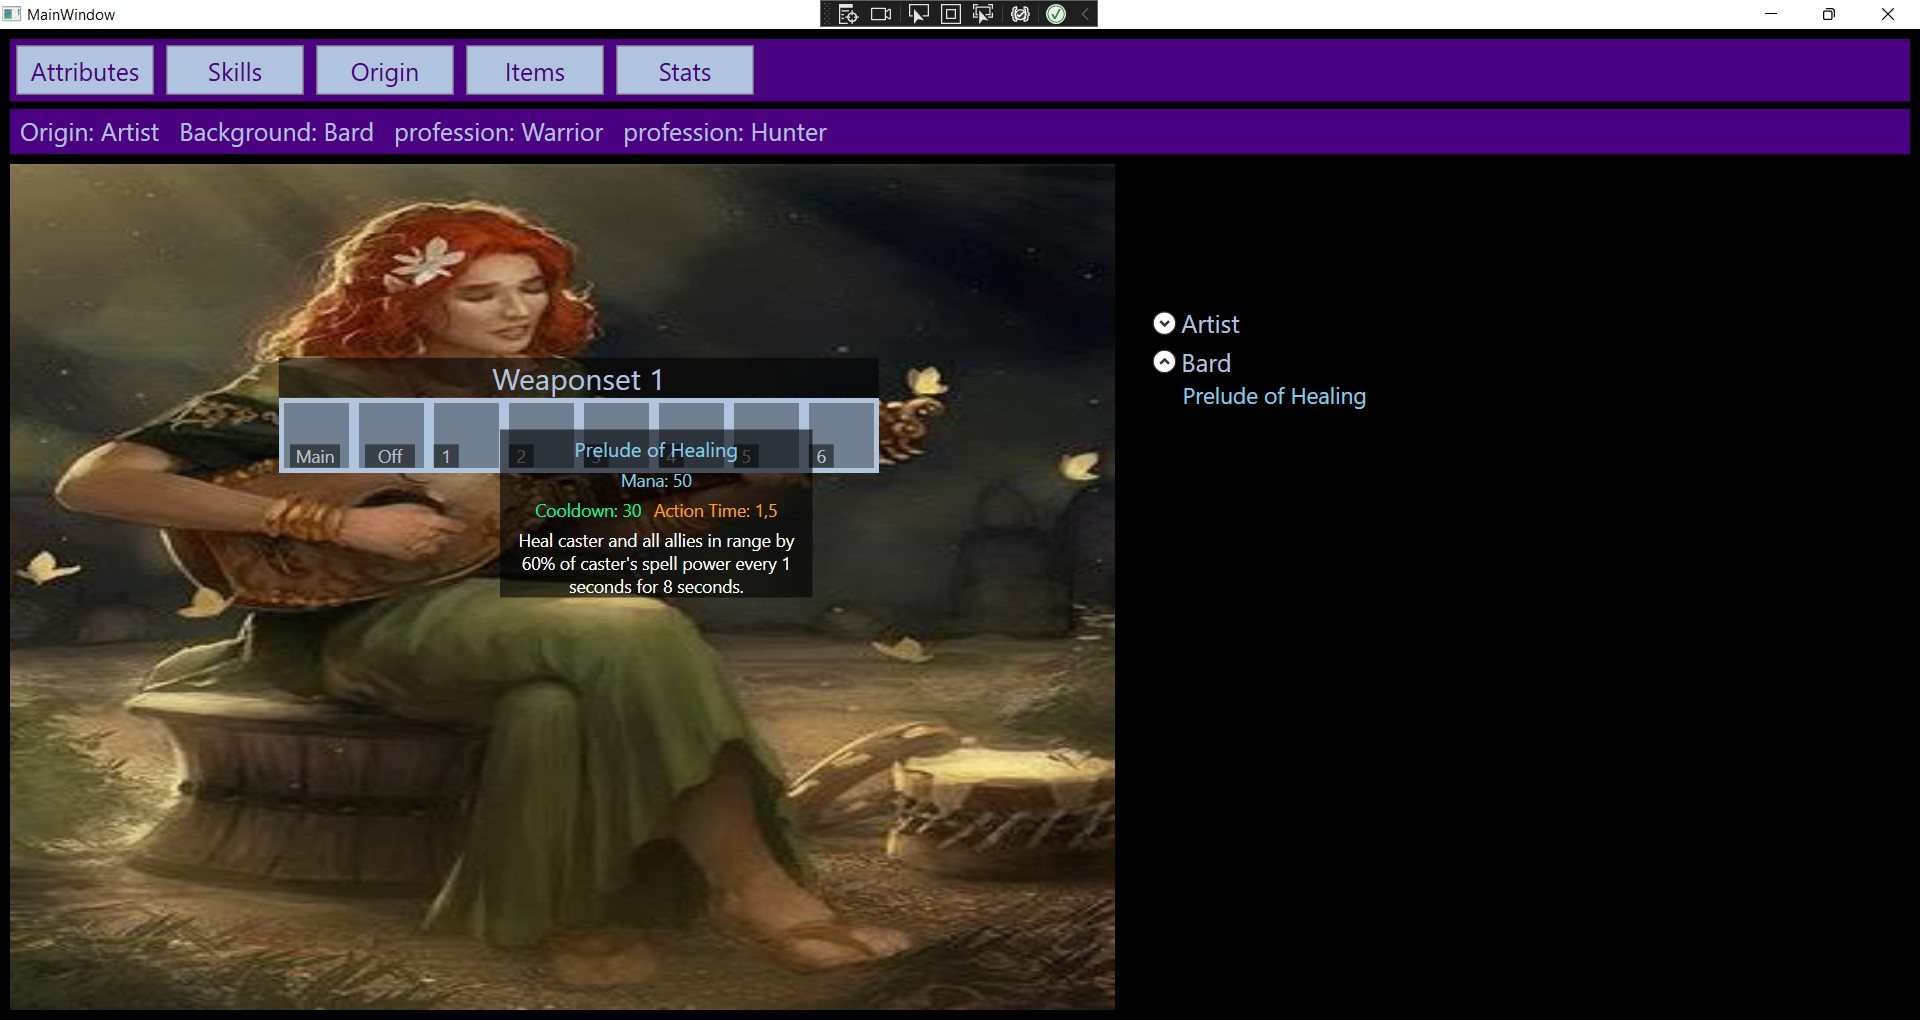 MainWindow
Attributes Skills Origin Items Stats
Origin: Artist Background: Bard profession: Warrior profession: Hunter
Artist
Bard
Prelude of Healing
Weaponset 1
Main Off 1 2 3 4 5 6
Prelude of Healing
Mana: 50
Cooldown: 30 Action Time: 1,5
Heal caster and all allies in range by
60% of caster's spell power every 1
seconds for 8 seconds.